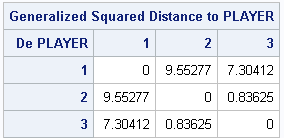 Generalized Squared Distance to PLAYER
De PLAYER 1 2 3
1 0 9.55277 7.30412
2 9.55277 0 0.83625
3 7.30412 0.83625 0